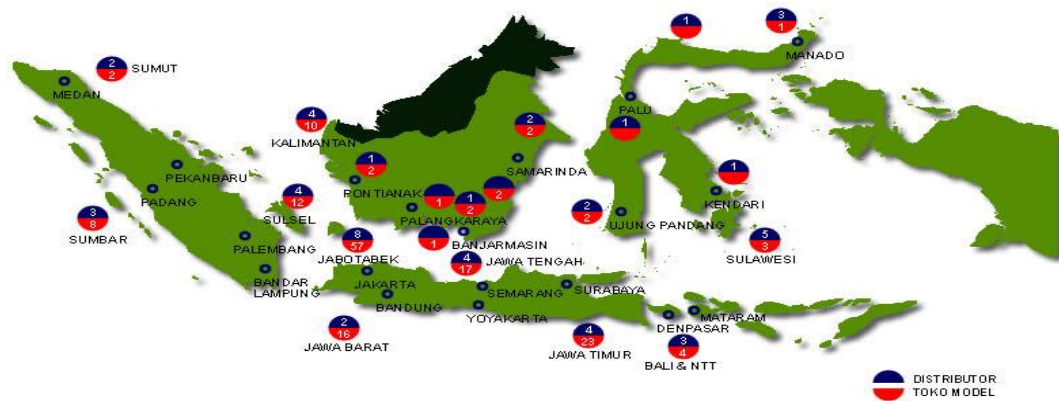 1
3
1
MANADO
2
2
SUMUT
MEDAN
PALU
4
10
KALIMANTAN
2
2
1
SAMARINDA
PEKANBARU
1
2
PONTIANAK
1
KENDARI
PADANG
4
12
SULSEL
1
2
1
2
PALANGKARAYA
2
2
UJUNG PANDANG
3
8
SUMBAR
PALEMBANG
8
57
JABOTABEK
1
BANJARMASIN
5
3
SULAWESI
4
17
JAWA TENGAH
BANDAR
LAMPUNG
JAKARTA
SEMARANG
SURABAYA
BANDUNG
YOYAKARTA
MATARAM
DENPASAR
2
16
JAWA BARAT
4
23
JAWA TIMUR
3
4
BALI & NTT
DISTRIBUTOR
TOKO MODEL